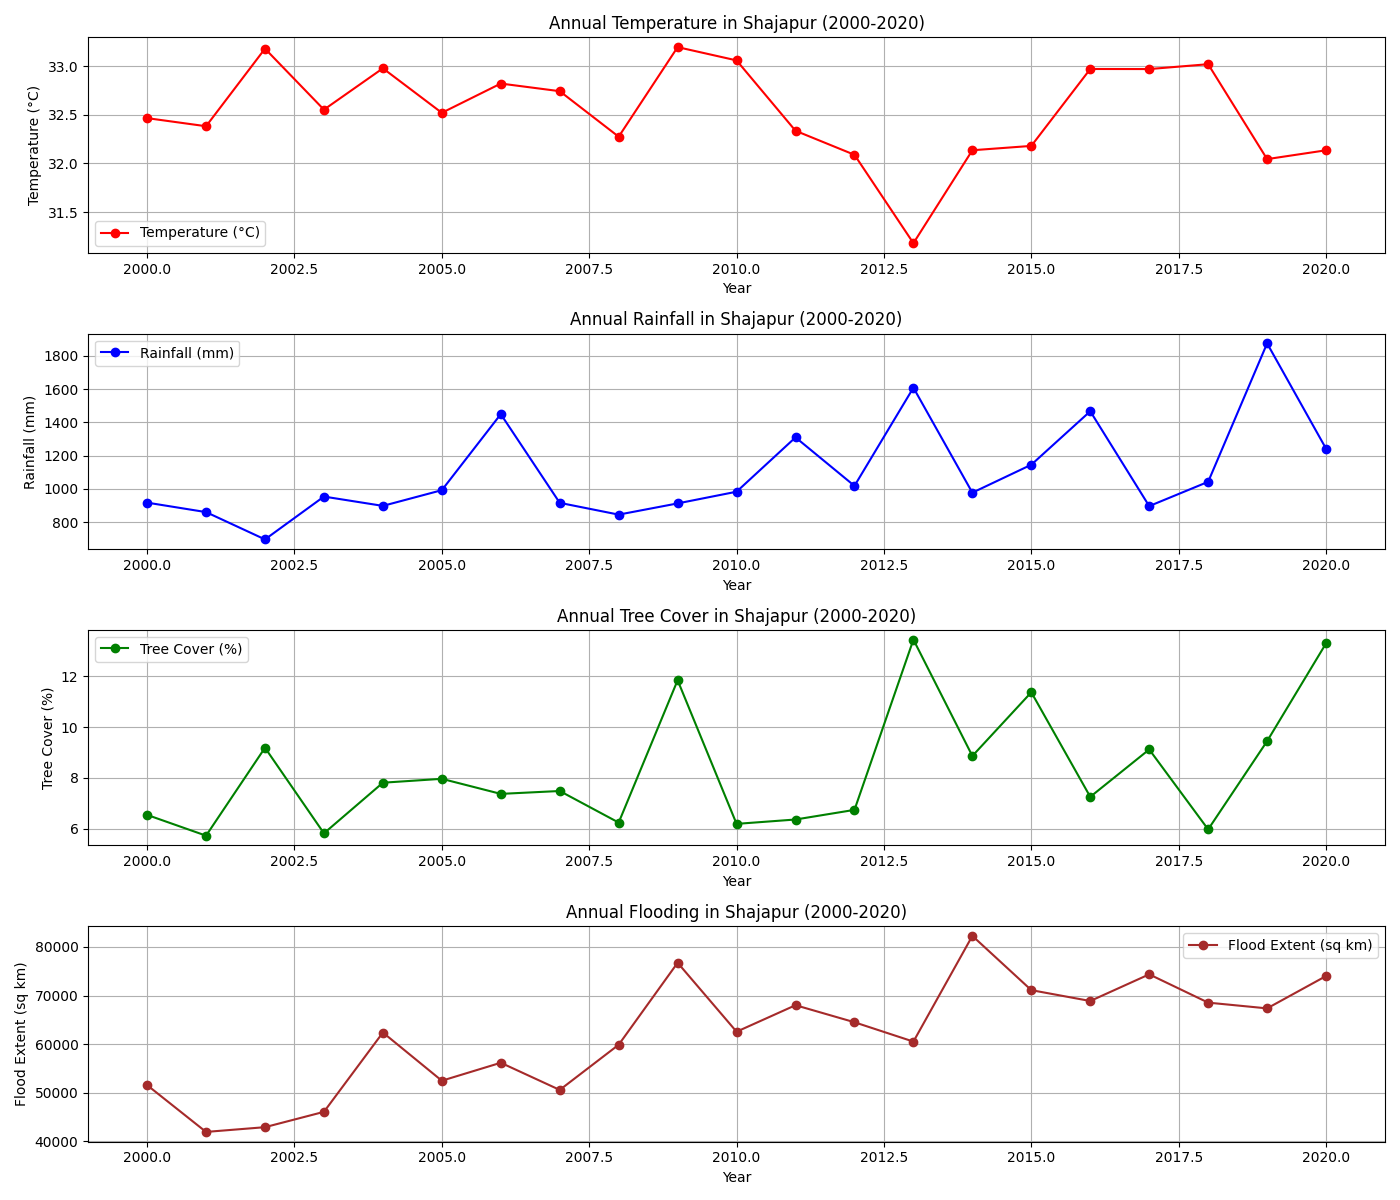 Annual Temperature in Shajapur (2000-2020)
Temperature (°C)
33.0
32.5
32.0
31.5
Temperature (°C)
2000.0 2002.5 2005.0 2007.5 2010.0 2012.5 2015.0 2017.5 2020.0
Year
Annual Rainfall in Shajapur (2000-2020)
Rainfall (mm)
1800
1600
1400
1200
1000
800
Rainfall (mm)
2000.0 2002.5 2005.0 2007.5 2010.0 2012.5 2015.0 2017.5 2020.0
Year
Annual Tree Cover in Shajapur (2000-2020)
Tree Cover (%)
12
10
8
6
Tree Cover (%)
2000.0 2002.5 2005.0 2007.5 2010.0 2012.5 2015.0 2017.5 2020.0
Year
Annual Flooding in Shajapur (2000-2020)
Flood Extent (sq km)
80000
70000
60000
50000
40000
Flood Extent (sq km)
2000.0 2002.5 2005.0 2007.5 2010.0 2012.5 2015.0 2017.5 2020.0
Year